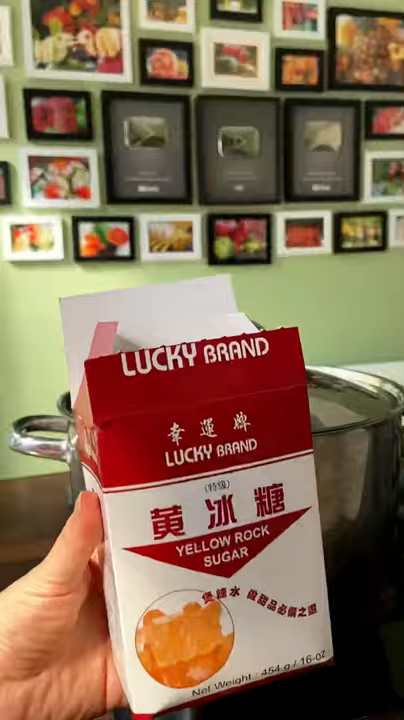 LUCKY BRAND
幸運牌
LUCKY BRAND
(特級)
黄冰糖
YELLOW ROCK
SUGAR
煲糖水 做甜品必備之選
Net Weight : 454 g / 16-oz